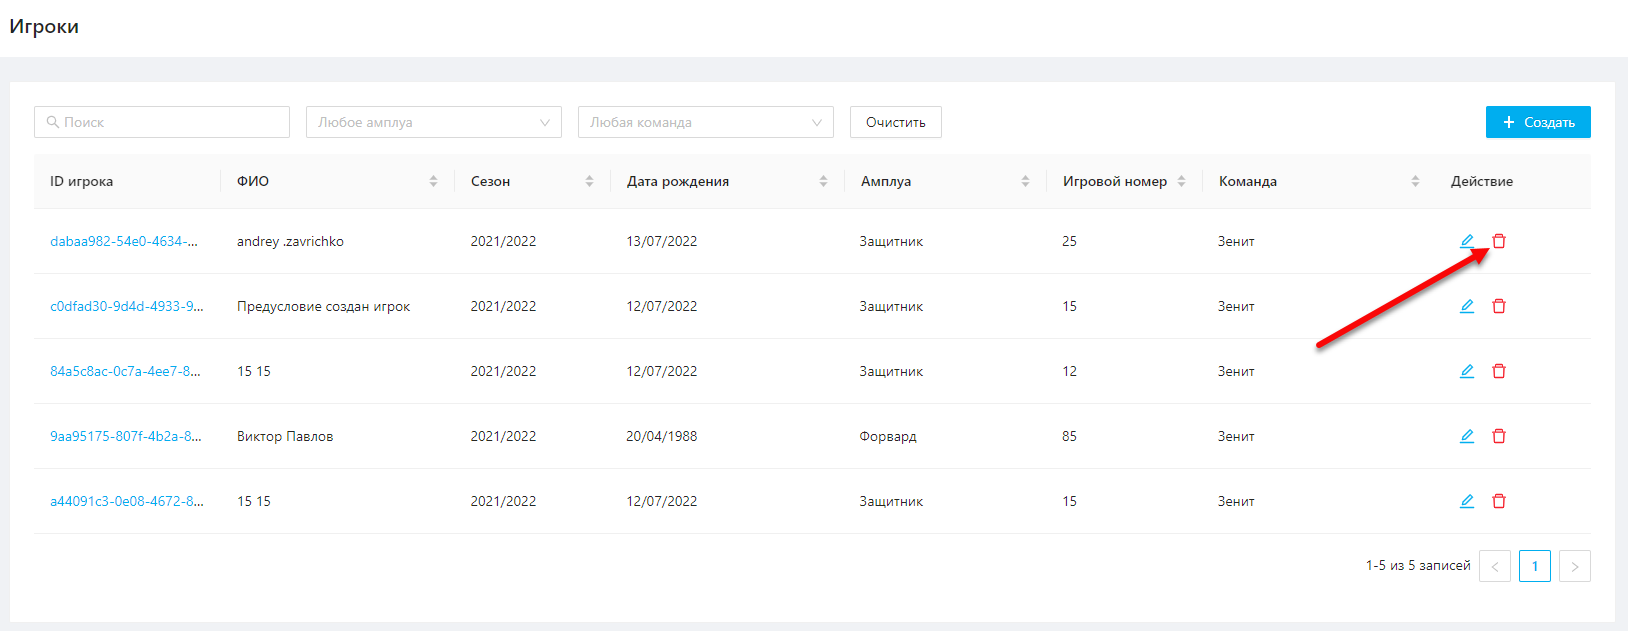 Игроки
Поиск Любое амплуа Любая команда Очистить Создать
ID игрока ФИО Сезон Дата рождения Амплуа Игровой номер Команда Действие
dabaa982-54e0-4634-... andrey .zavrichko 2021/2022 13/07/2022 Защитник 25 Зенит
c0dfad30-9d4d-4933-9... Предусловие создан игрок 2021/2022 12/07/2022 Защитник 15 Зенит
84a5c8ac-0c7a-4ee7-8... 15 15 2021/2022 12/07/2022 Защитник 12 Зенит
9aa95175-807f-4b2a-8... Виктор Павлов 2021/2022 20/04/1988 Форвард 85 Зенит
a44091c3-0e08-4672-8... 15 15 2021/2022 12/07/2022 Защитник 15 Зенит
1-5 из 5 записей < 1 >